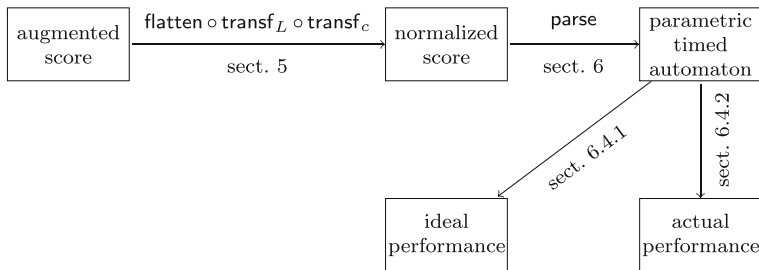 augmented
score
flatten ∘ transf_L ∘ transf_c
sect. 5
normalized
score
parse
sect. 6
parametric
timed
automaton
sect. 6.4.1
sect. 6.4.2
ideal
performance
actual
performance